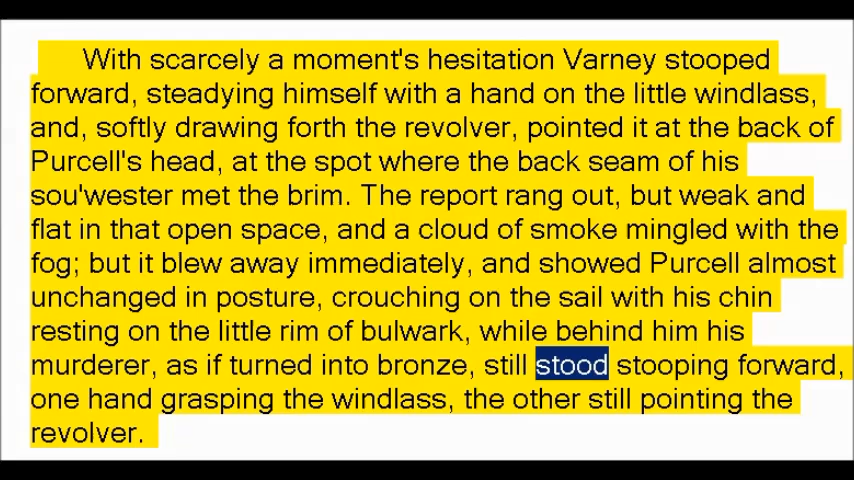 With scarcely a moment's hesitation Varney stooped
forward, steadying himself with a hand on the little windlass,
and, softly drawing forth the revolver, pointed it at the back of
Purcell's head, at the spot where the back seam of his
sou'wester met the brim. The report rang out, but weak and
flat in that open space, and a cloud of smoke mingled with the
fog; but it blew away immediately, and showed Purcell almost
unchanged in posture, crouching on the sail with his chin
resting on the little rim of bulwark, while behind him his
murderer, as if turned into bronze, still stood stooping forward,
one hand grasping the windlass, the other still pointing the
revolver.